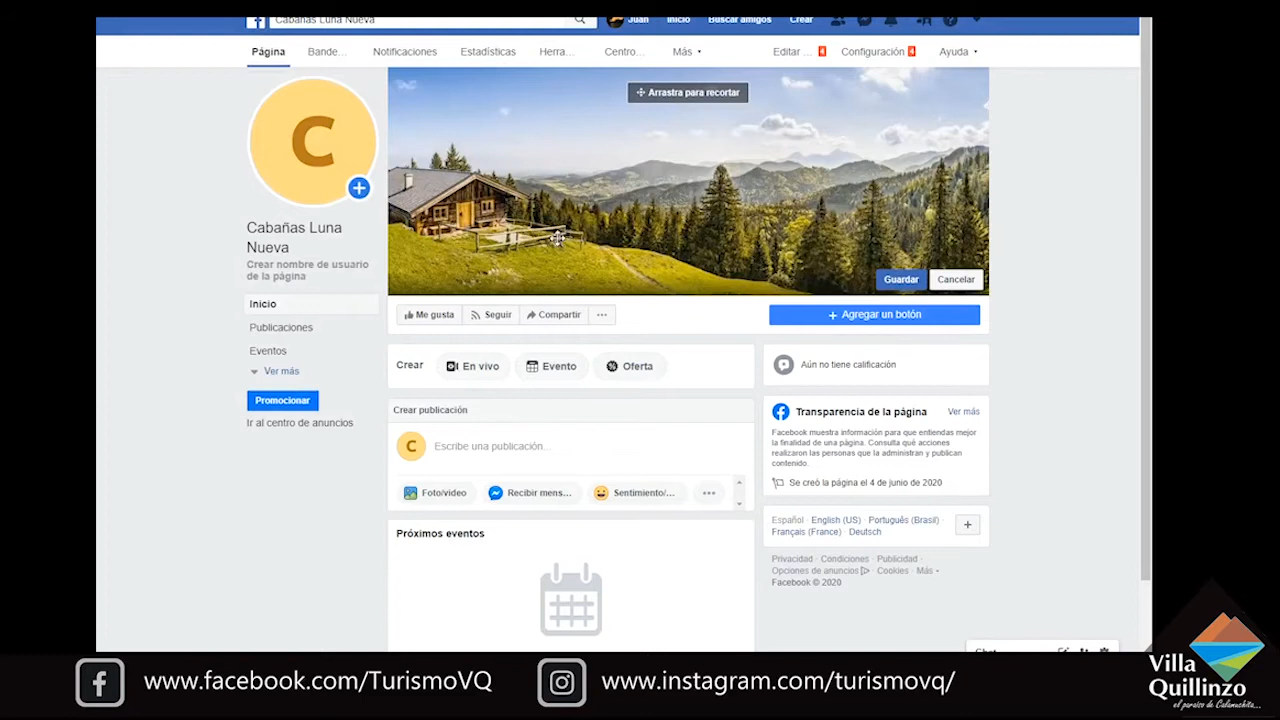 Cabañas Luna Nueva
Juan Inicio Buscar amigos Crear
Página Bande... Notificaciones Estadísticas Herra... Centro... Más Editar ... 4 Configuración 4 Ayuda
Arrastra para recortar
C
Cabañas Luna
Nueva
Crear nombre de usuario
de la página
Guardar Cancelar
Inicio
Publicaciones
Eventos
Ver más
Promocionar
Ir al centro de anuncios
Me gusta Seguir Compartir ...
+ Agregar un botón
Crear En vivo Evento Oferta
Crear publicación
C Escribe una publicación...
Foto/video Recibir mens... Sentimiento/... ...
Próximos eventos
Aún no tiene calificación
Transparencia de la página Ver más
Facebook muestra información para que entiendas mejor
la finalidad de una página. Consulta qué acciones
realizaron las personas que la administran y publican
contenido.
Se creó la página el 4 de junio de 2020
Español · English (US) · Português (Brasil) ·
Français (France) · Deutsch
+
Privacidad · Condiciones · Publicidad ·
Opciones de anuncios · Cookies · Más
Facebook © 2020
Chat
www.facebook.com/TurismoVQ
www.instagram.com/turismovq/
Villa
Quillinzo
el paraíso de Calamuchita...